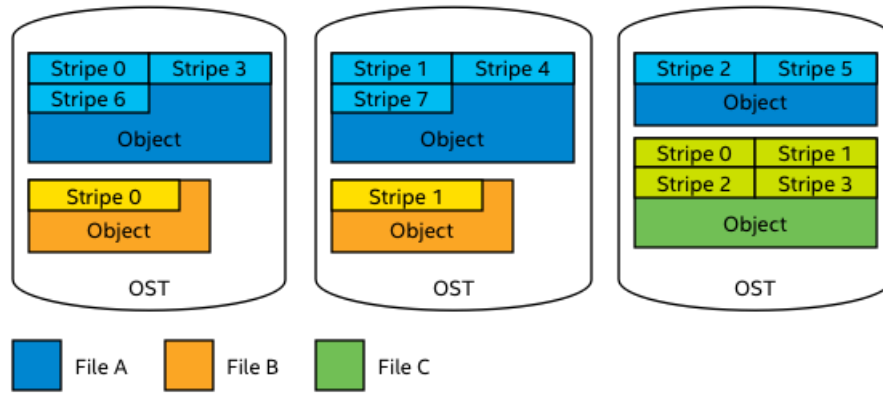 Stripe 0 Stripe 3
Stripe 6
Object
Stripe 0
Object
OST
Stripe 1 Stripe 4
Stripe 7
Object
Stripe 1
Object
OST
Stripe 2 Stripe 5
Object
Stripe 0 Stripe 1
Stripe 2 Stripe 3
Object
OST
File A
File B
File C